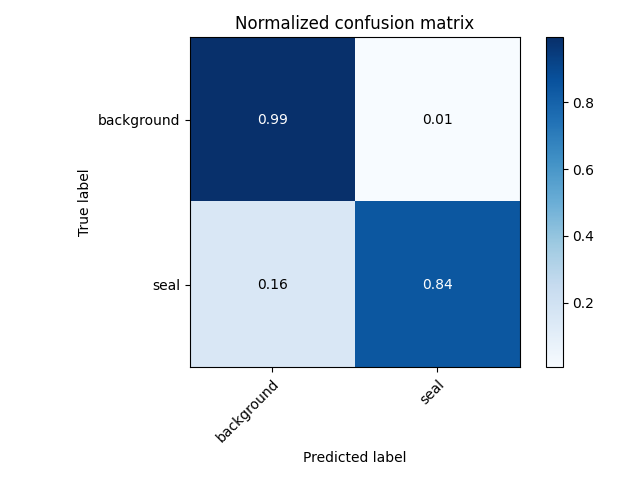 Normalized confusion matrix
True label
background
0.99
0.01
seal
0.16
0.84
background
seal
Predicted label
0.8
0.6
0.4
0.2